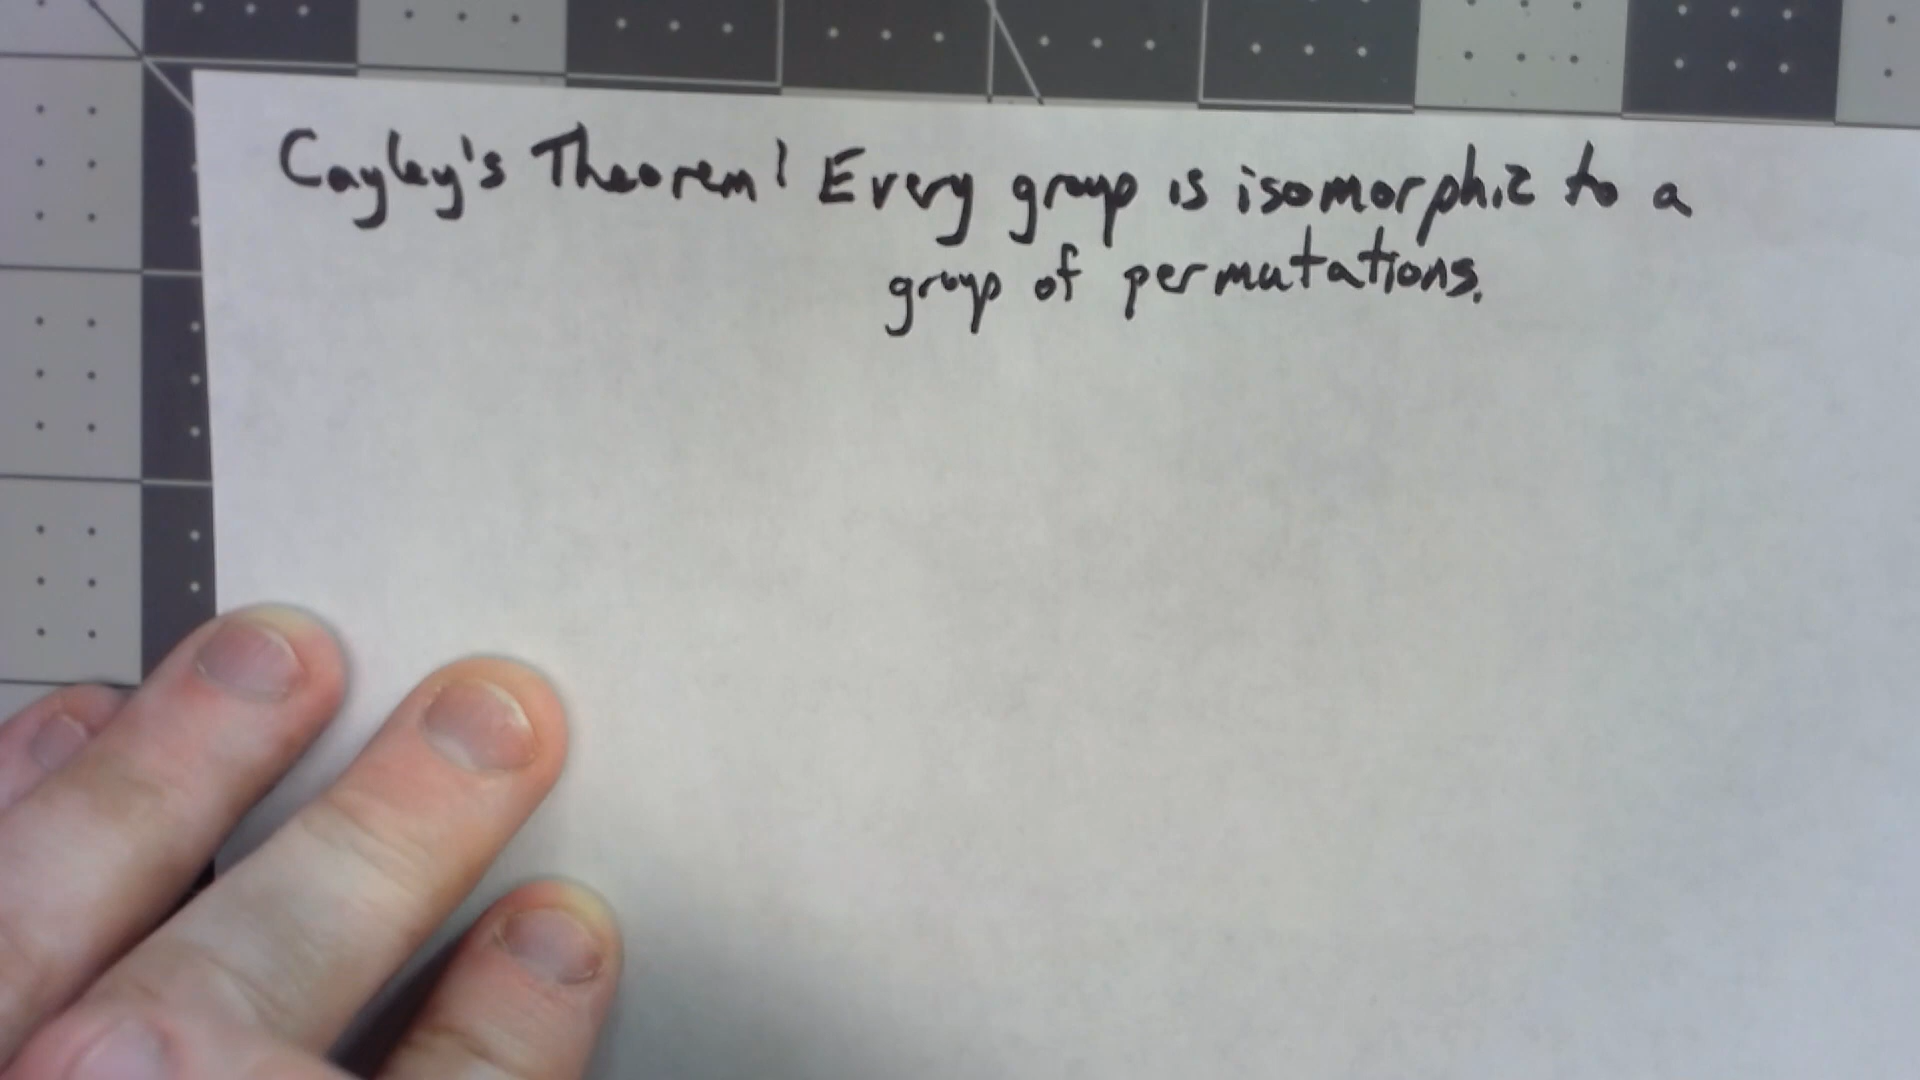 Cayley's Theorem: Every group is isomorphic to a
group of permutations.